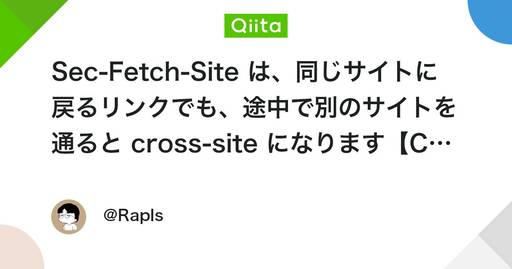 Qiita
Sec-Fetch-Site は、同じサイトに
戻るリンクでも、途中で別のサイトを
通ると cross-site になります【C…
@Rapls